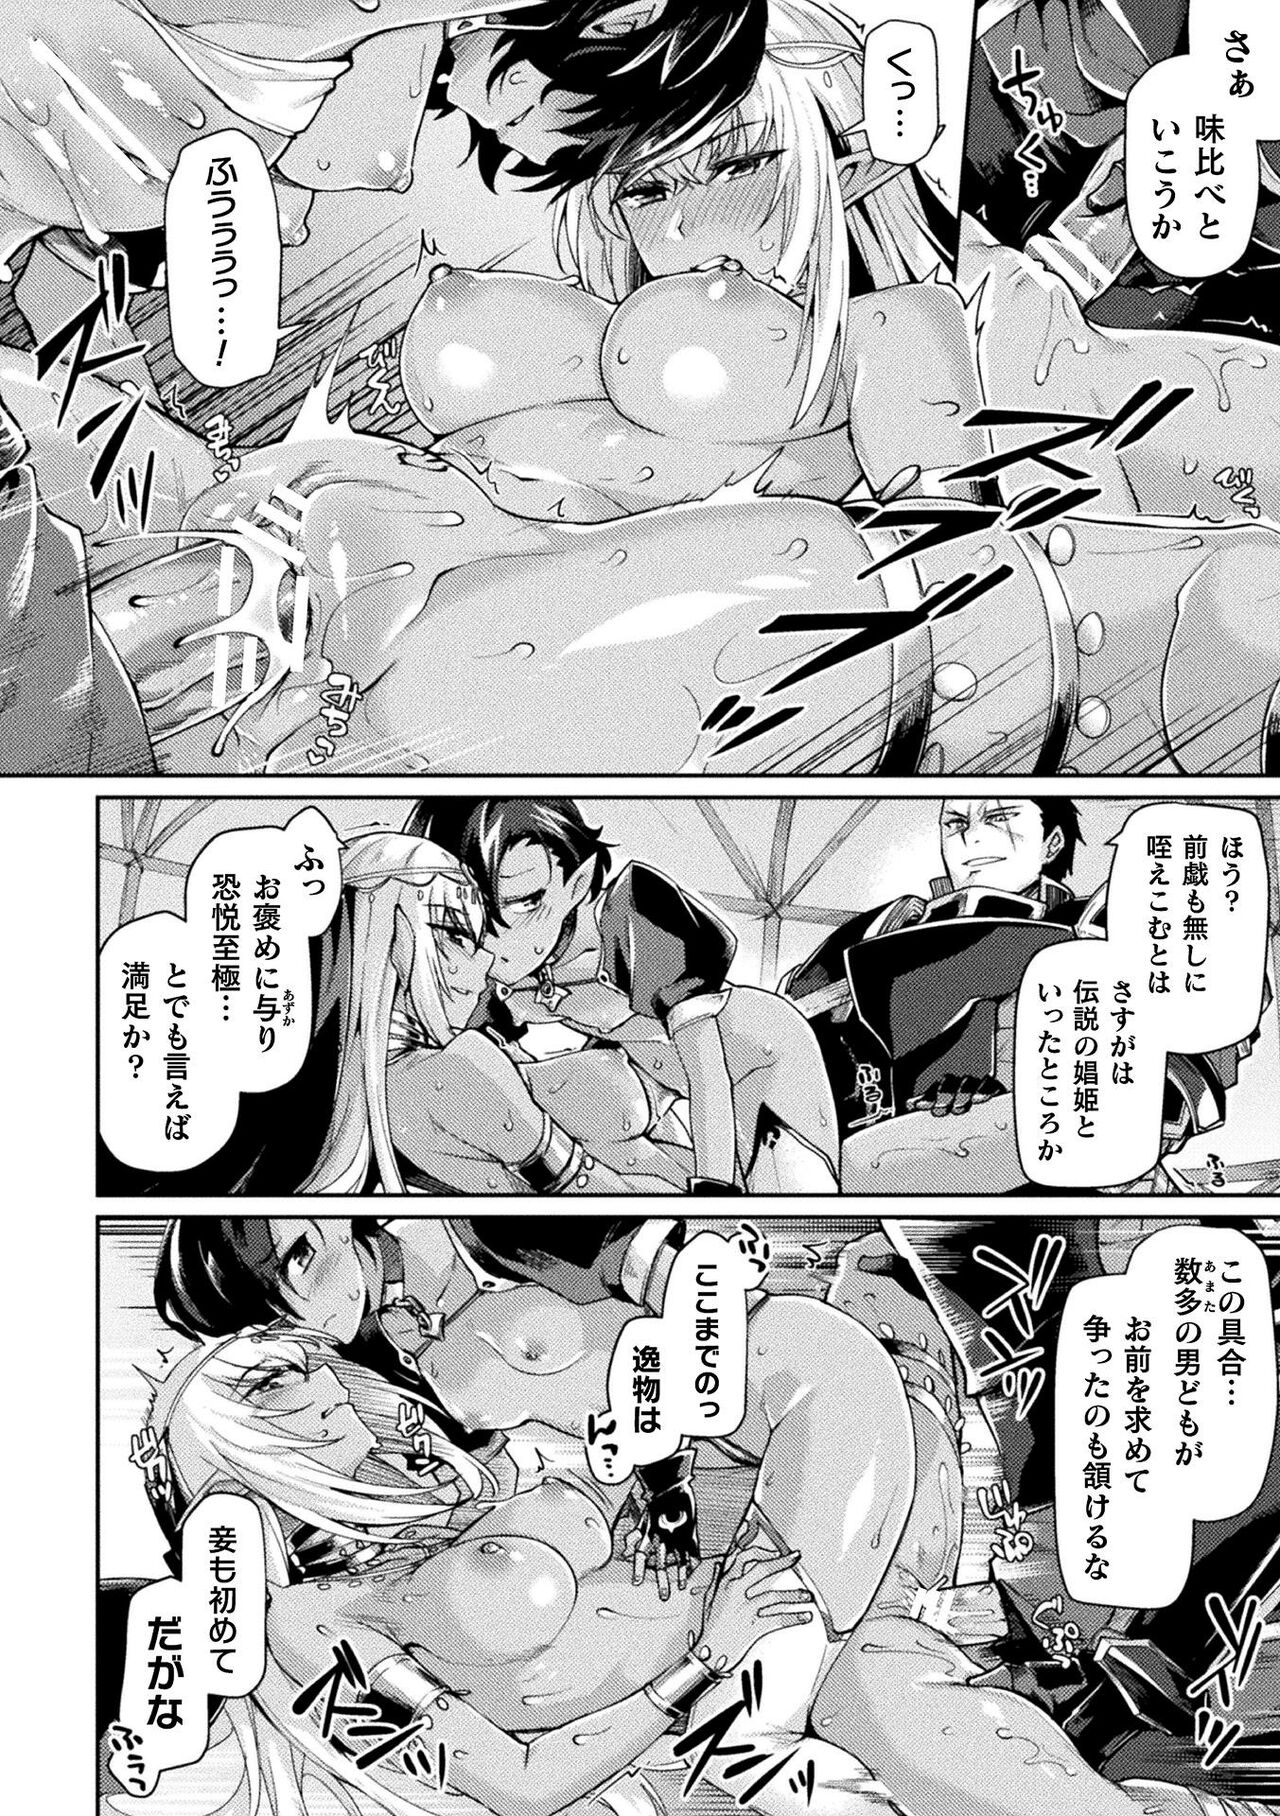 さぁ
味比べと
いこうか
ちゅく
くっ…
ふうううっ…！
ほう？
前戯も無しに
咥えこむとは
さすがは
伝説の娼姫と
いったところか
ふっ
お褒めに与り
あずか
恐悦至極…
とでも言えば
満足か？
この具合…
数多の男どもが
あまた
お前を求めて
争ったのも頷けるな
ここまでのっ
逸物は
妾も初めて
だがな